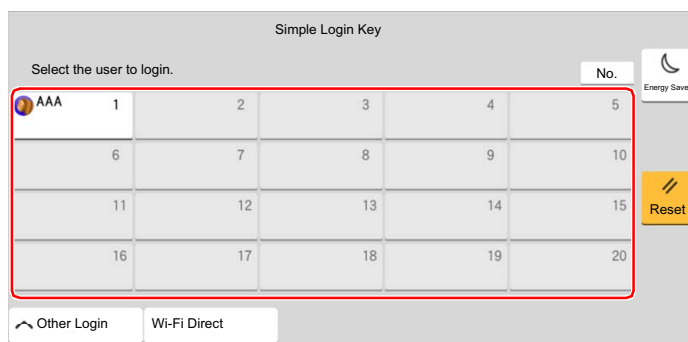 Simple Login Key
Select the user to login.
No.
Energy Save
AAA 1 2 3 4 5
6 7 8 9 10
11 12 13 14 15
Reset
16 17 18 19 20
Other Login Wi-Fi Direct